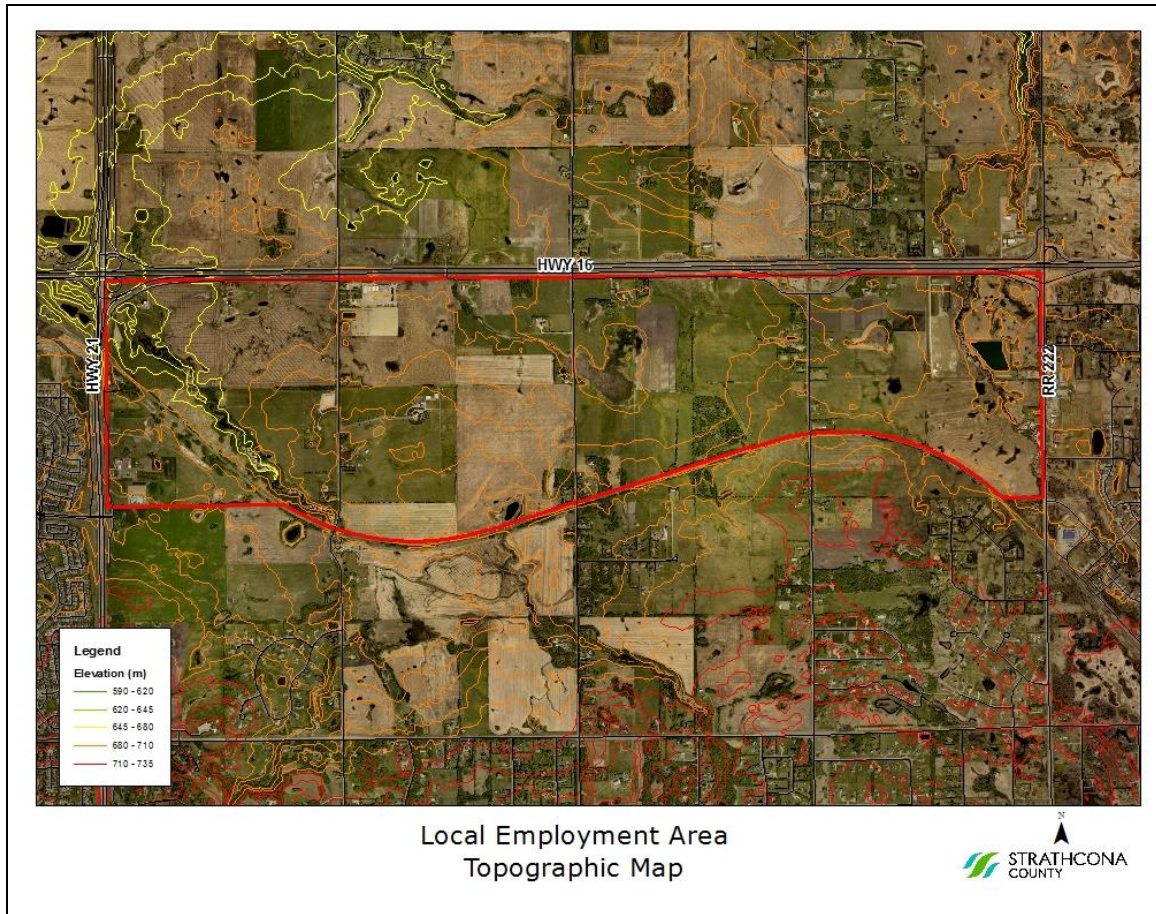 HWY 16
HWY 21
RR 222
Legend
Elevation (m)
590 - 620
620 - 645
645 - 680
680 - 710
710 - 735
Local Employment Area
Topographic Map
N
STRATHCONA
COUNTY